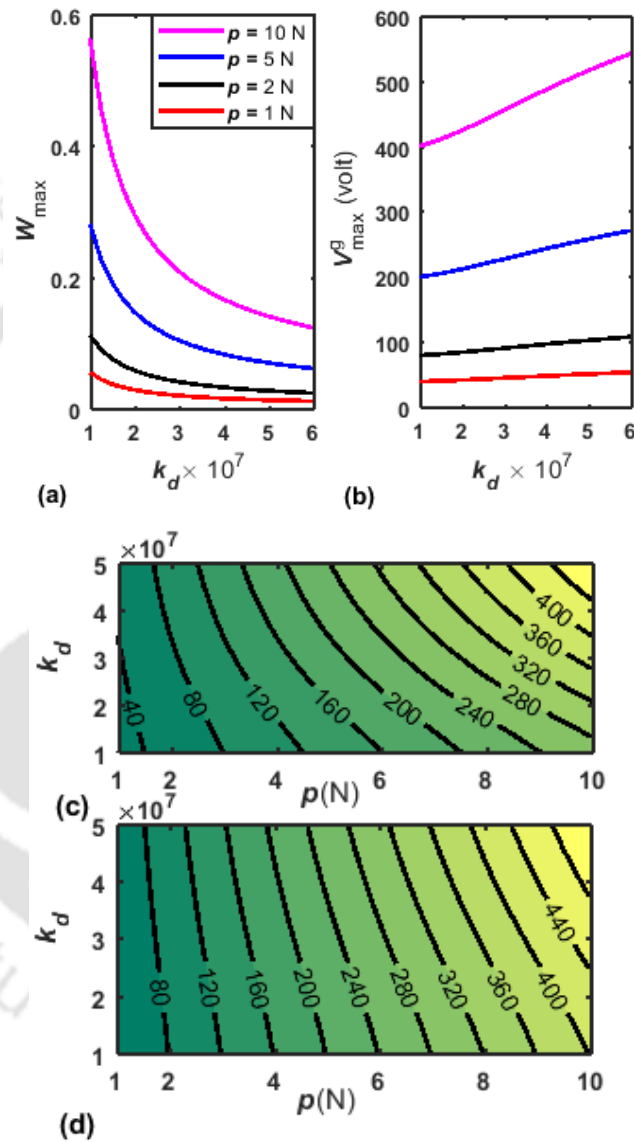 0.6
0.4
0.2
0
W_max
p = 10 N
p = 5 N
p = 2 N
p = 1 N
1 2 3 4 5 6
k_d × 10^7
(a)
600
500
400
300
200
100
0
V^g_max (volt)
1 2 3 4 5 6
k_d × 10^7
(b)
×10^7
5
4
3
2
1
k_d
40 80 120 160 200 240 280 320 360 400
1 2 4 6 8 10
p(N)
(c)
×10^7
5
4
3
2
1
k_d
80 120 160 200 240 280 320 360 400 440
1 2 4 6 8 10
p(N)
(d)